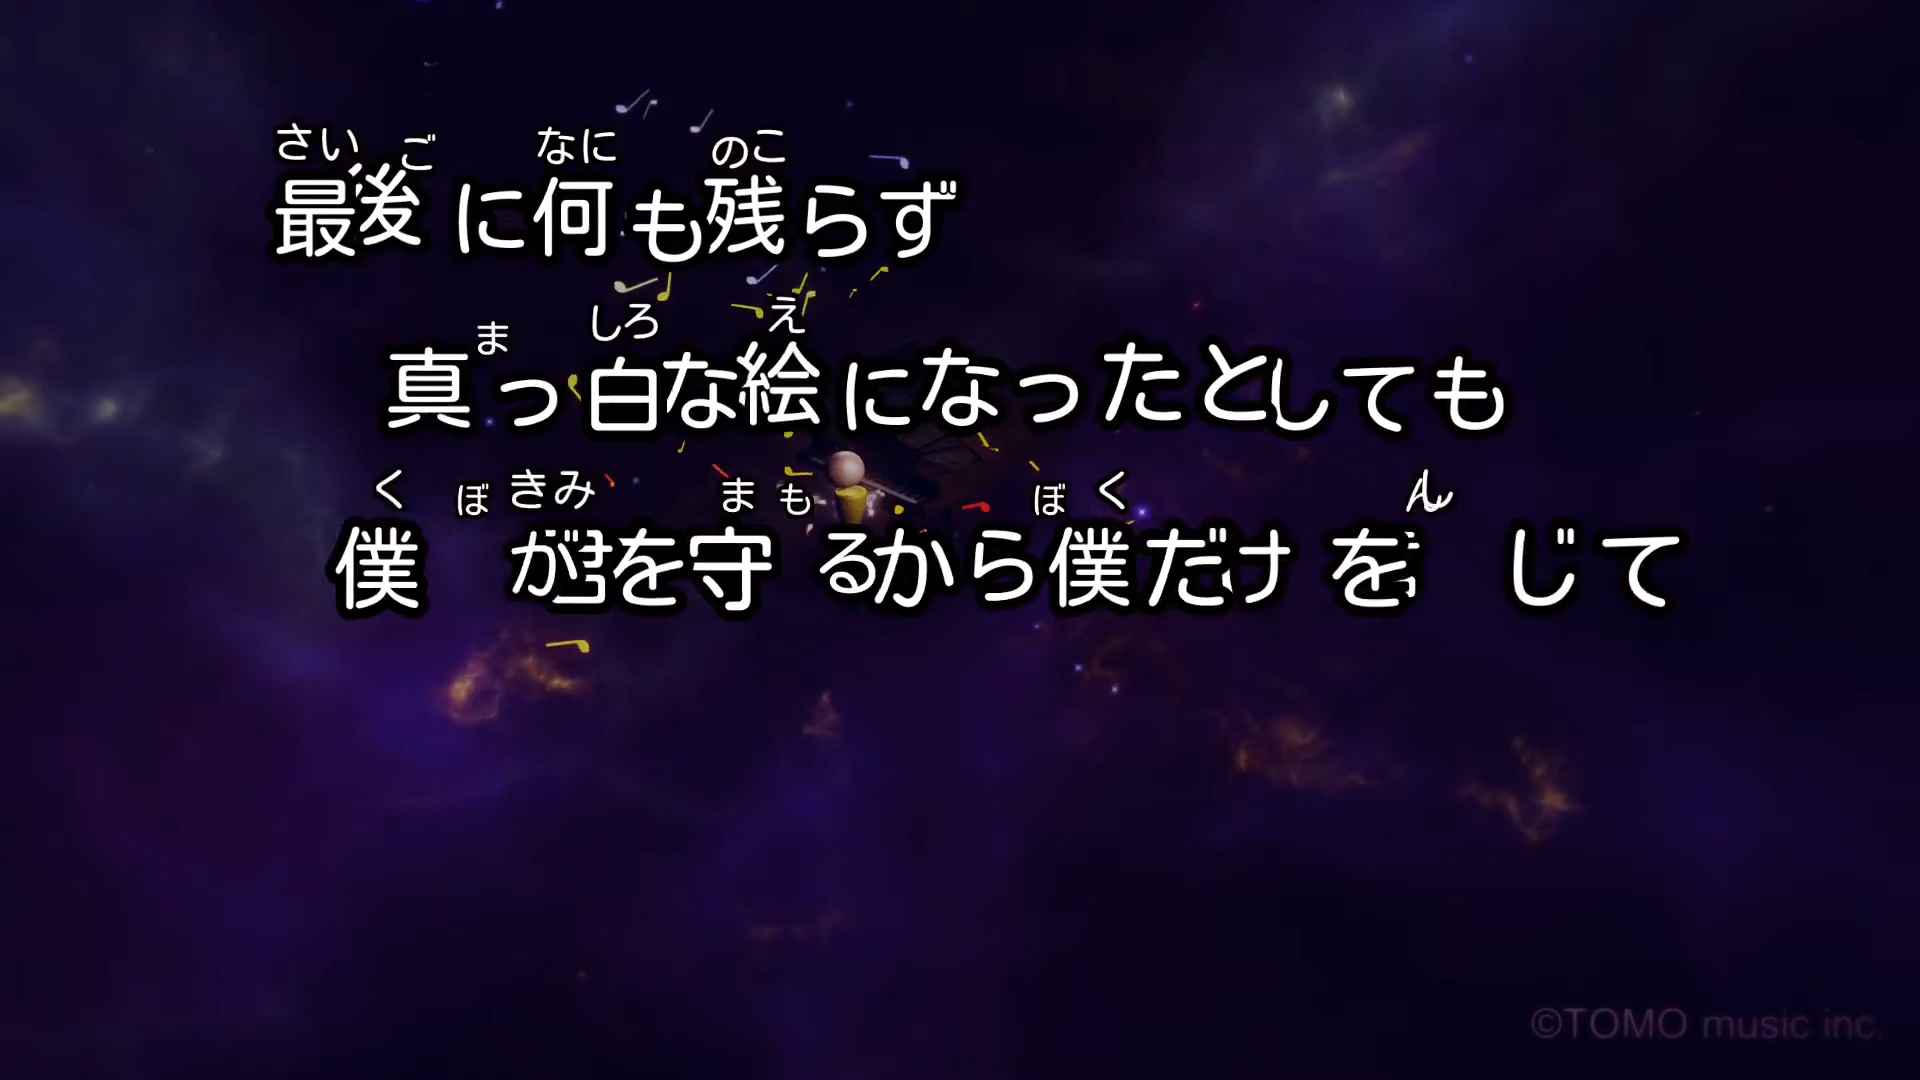 さい ご なに のこ
最後に何も残らず
ま しろ え
真っ白な絵になったとしても
く ぼ きみ ま も ぼ く ん
僕が君を守るから僕だけを じて
©TOMO music inc.